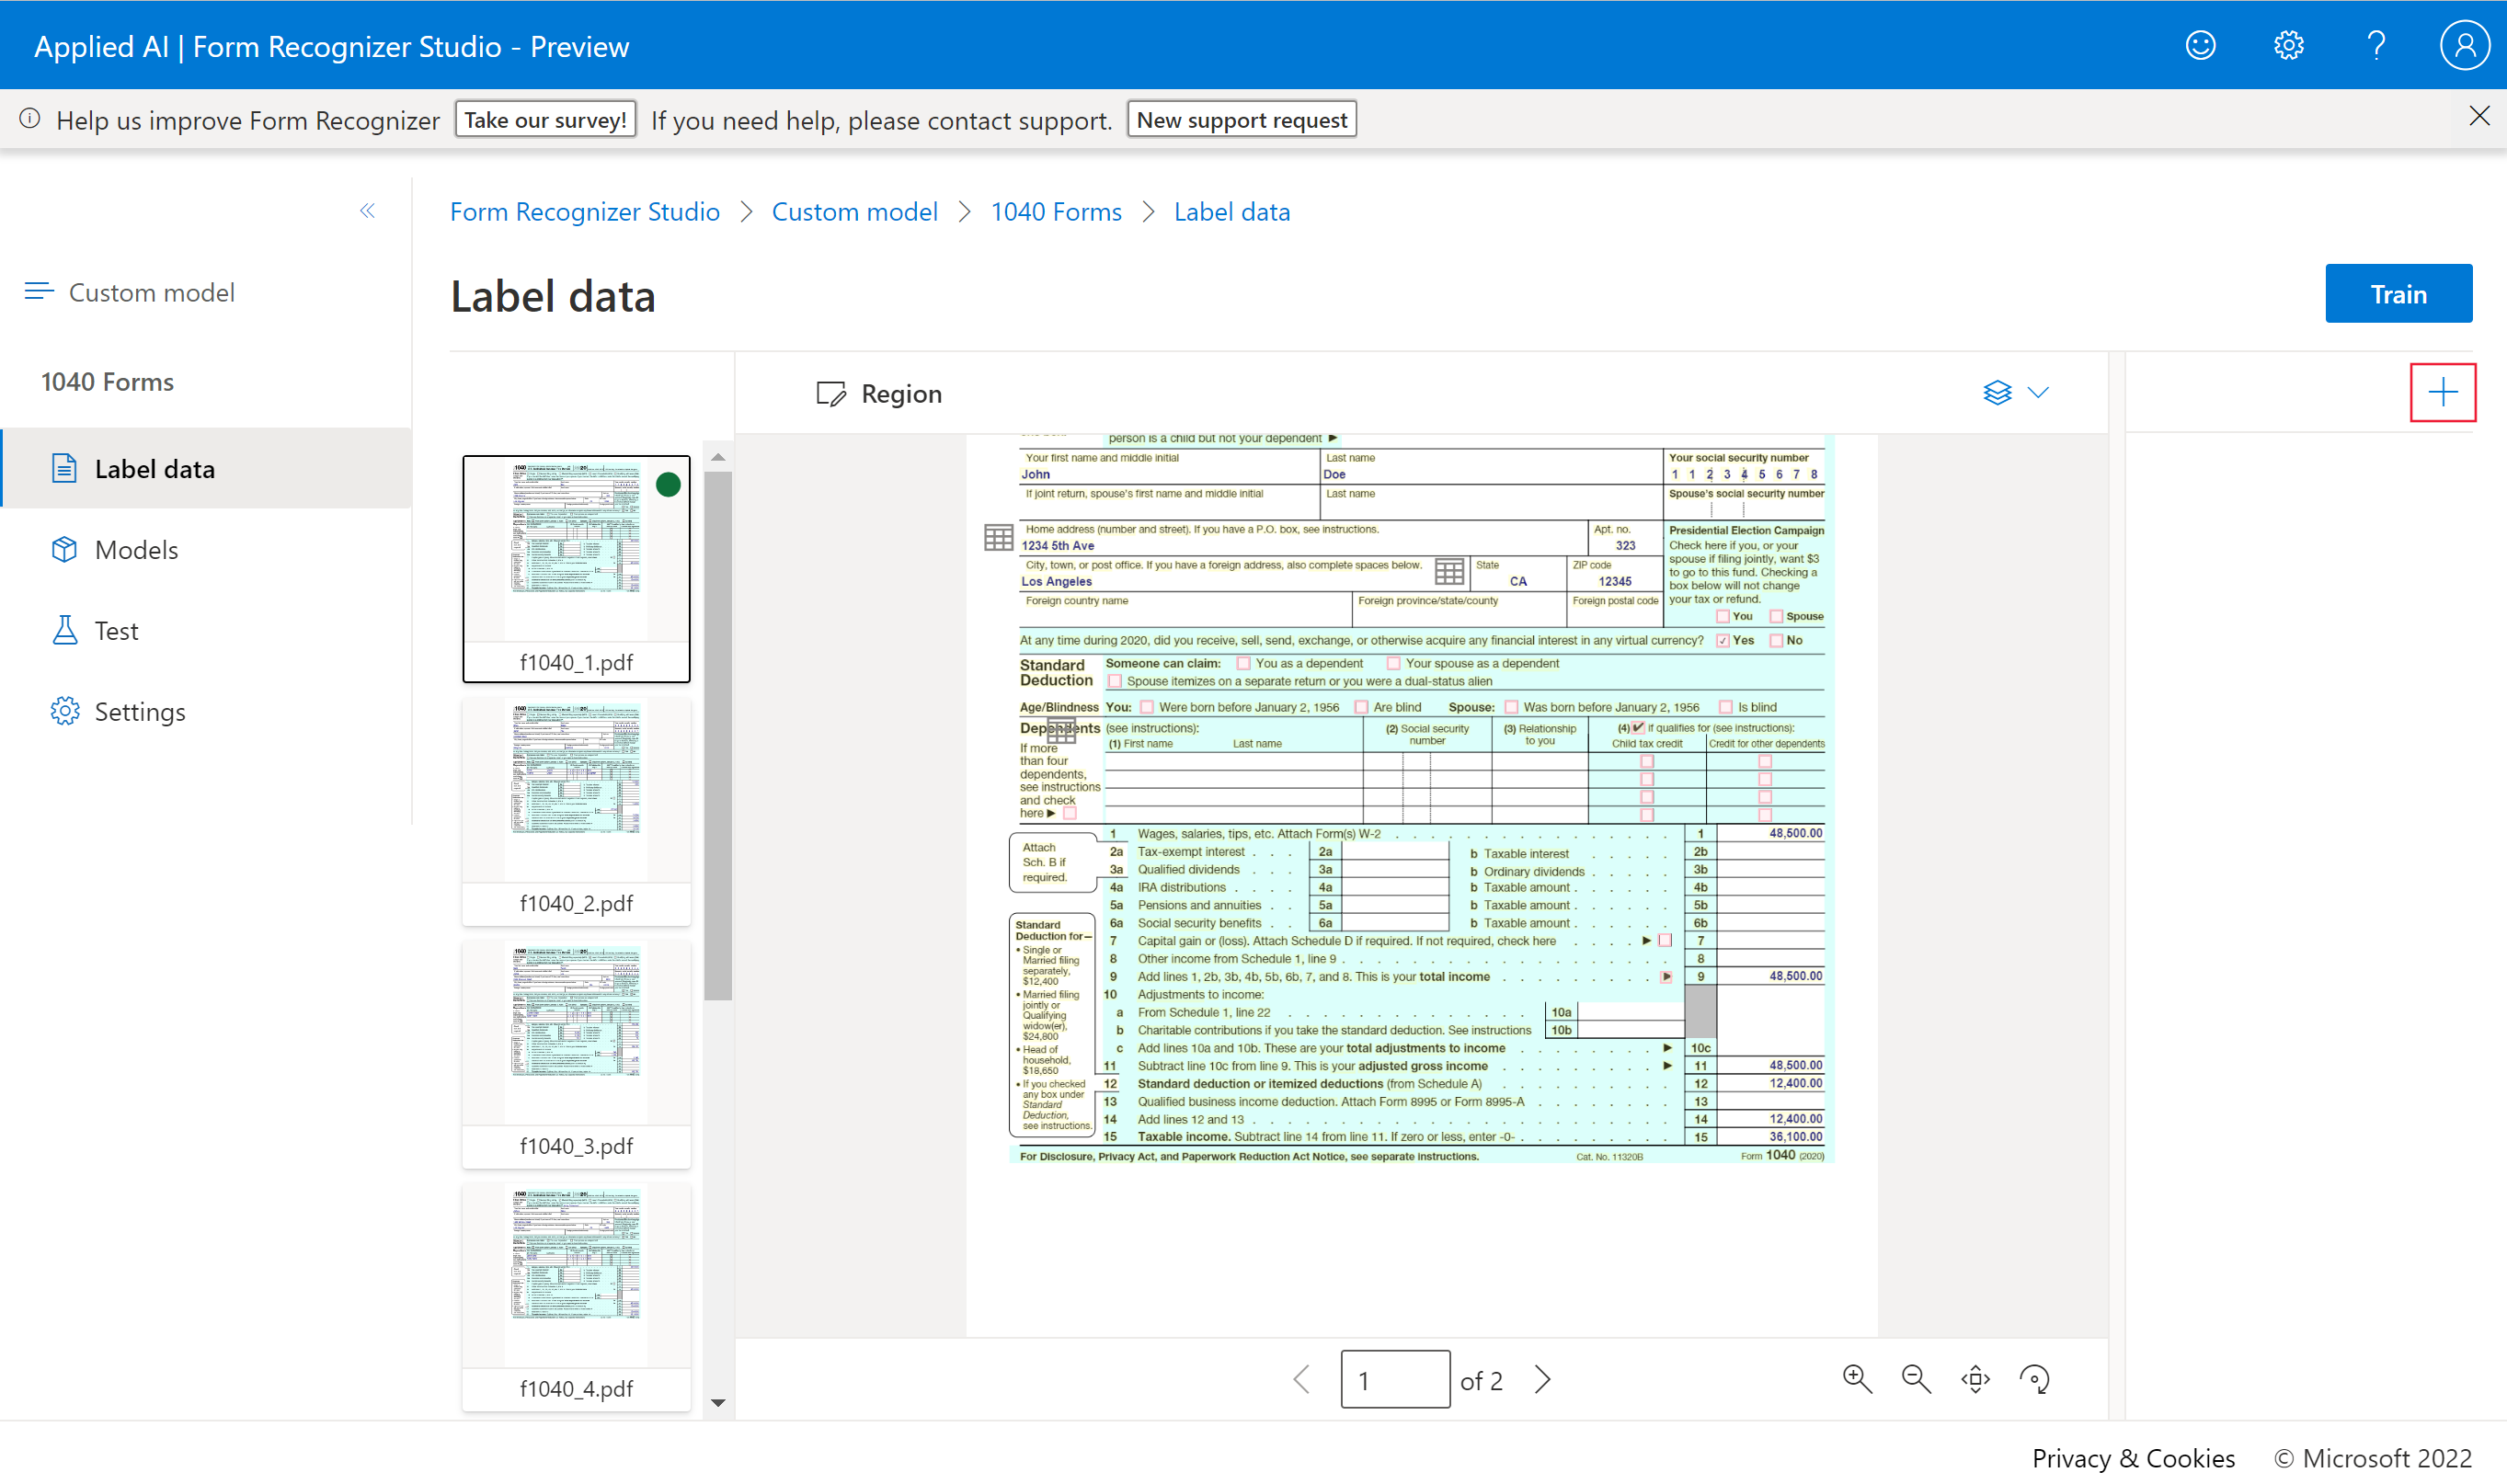 Applied AI | Form Recognizer Studio - Preview
Help us improve Form Recognizer Take our survey! If you need help, please contact support. New support request
Form Recognizer Studio > Custom model > 1040 Forms > Label data
Custom model
Label data
Train
1040 Forms
Label data
Models
Test
Settings
f1040_1.pdf
f1040_2.pdf
f1040_3.pdf
f1040_4.pdf
Region
person is a child but not your dependent ▶
Your first name and middle initial Last name Your social security number
John Doe 1 1 2 3 4 5 6 7 8
If joint return, spouse's first name and middle initial Last name Spouse's social security number
Home address (number and street). If you have a P.O. box, see instructions. Apt. no.
1234 5th Ave 323
City, town, or post office. If you have a foreign address, also complete spaces below. State ZIP code
Los Angeles CA 12345
Foreign country name Foreign province/state/county Foreign postal code
Presidential Election Campaign
Check here if you, or your
spouse if filing jointly, want $3
to go to this fund. Checking a
box below will not change
your tax or refund.
You Spouse
At any time during 2020, did you receive, sell, send, exchange, or otherwise acquire any financial interest in any virtual currency? Yes No
Standard Deduction
Someone can claim: You as a dependent Your spouse as a dependent
Spouse itemizes on a separate return or you were a dual-status alien
Age/Blindness You: Were born before January 2, 1956 Are blind Spouse: Was born before January 2, 1956 Is blind
Dependents (see instructions): (2) Social security number (3) Relationship to you (4) ✔ if qualifies for (see instructions):
(1) First name Last name Child tax credit Credit for other dependents
If more
than four
dependents,
see instructions
and check
here ▶
Attach
Sch. B if
required.
1 Wages, salaries, tips, etc. Attach Form(s) W-2 1 48,500.00
2a Tax-exempt interest 2a b Taxable interest 2b
3a Qualified dividends 3a b Ordinary dividends 3b
4a IRA distributions 4a b Taxable amount 4b
5a Pensions and annuities 5a b Taxable amount 5b
6a Social security benefits 6a b Taxable amount 6b
7 Capital gain or (loss). Attach Schedule D if required. If not required, check here ▶ 7
8 Other income from Schedule 1, line 9 8
9 Add lines 1, 2b, 3b, 4b, 5b, 6b, 7, and 8. This is your total income ▶ 9 48,500.00
10 Adjustments to income:
a From Schedule 1, line 22 10a
b Charitable contributions if you take the standard deduction. See instructions 10b
c Add lines 10a and 10b. These are your total adjustments to income ▶ 10c
11 Subtract line 10c from line 9. This is your adjusted gross income ▶ 11 48,500.00
12 Standard deduction or itemized deductions (from Schedule A) 12 12,400.00
13 Qualified business income deduction. Attach Form 8995 or Form 8995-A 13
14 Add lines 12 and 13 14 12,400.00
15 Taxable income. Subtract line 14 from line 11. If zero or less, enter -0- 15 36,100.00
Standard
Deduction for—
• Single or
Married filing
separately,
$12,400
• Married filing
jointly or
Qualifying
widow(er),
$24,800
• Head of
household,
$18,650
• If you checked
any box under
Standard
Deduction,
see instructions.
For Disclosure, Privacy Act, and Paperwork Reduction Act Notice, see separate instructions. Cat. No. 11320B Form 1040 (2020)
1 of 2
Privacy & Cookies © Microsoft 2022